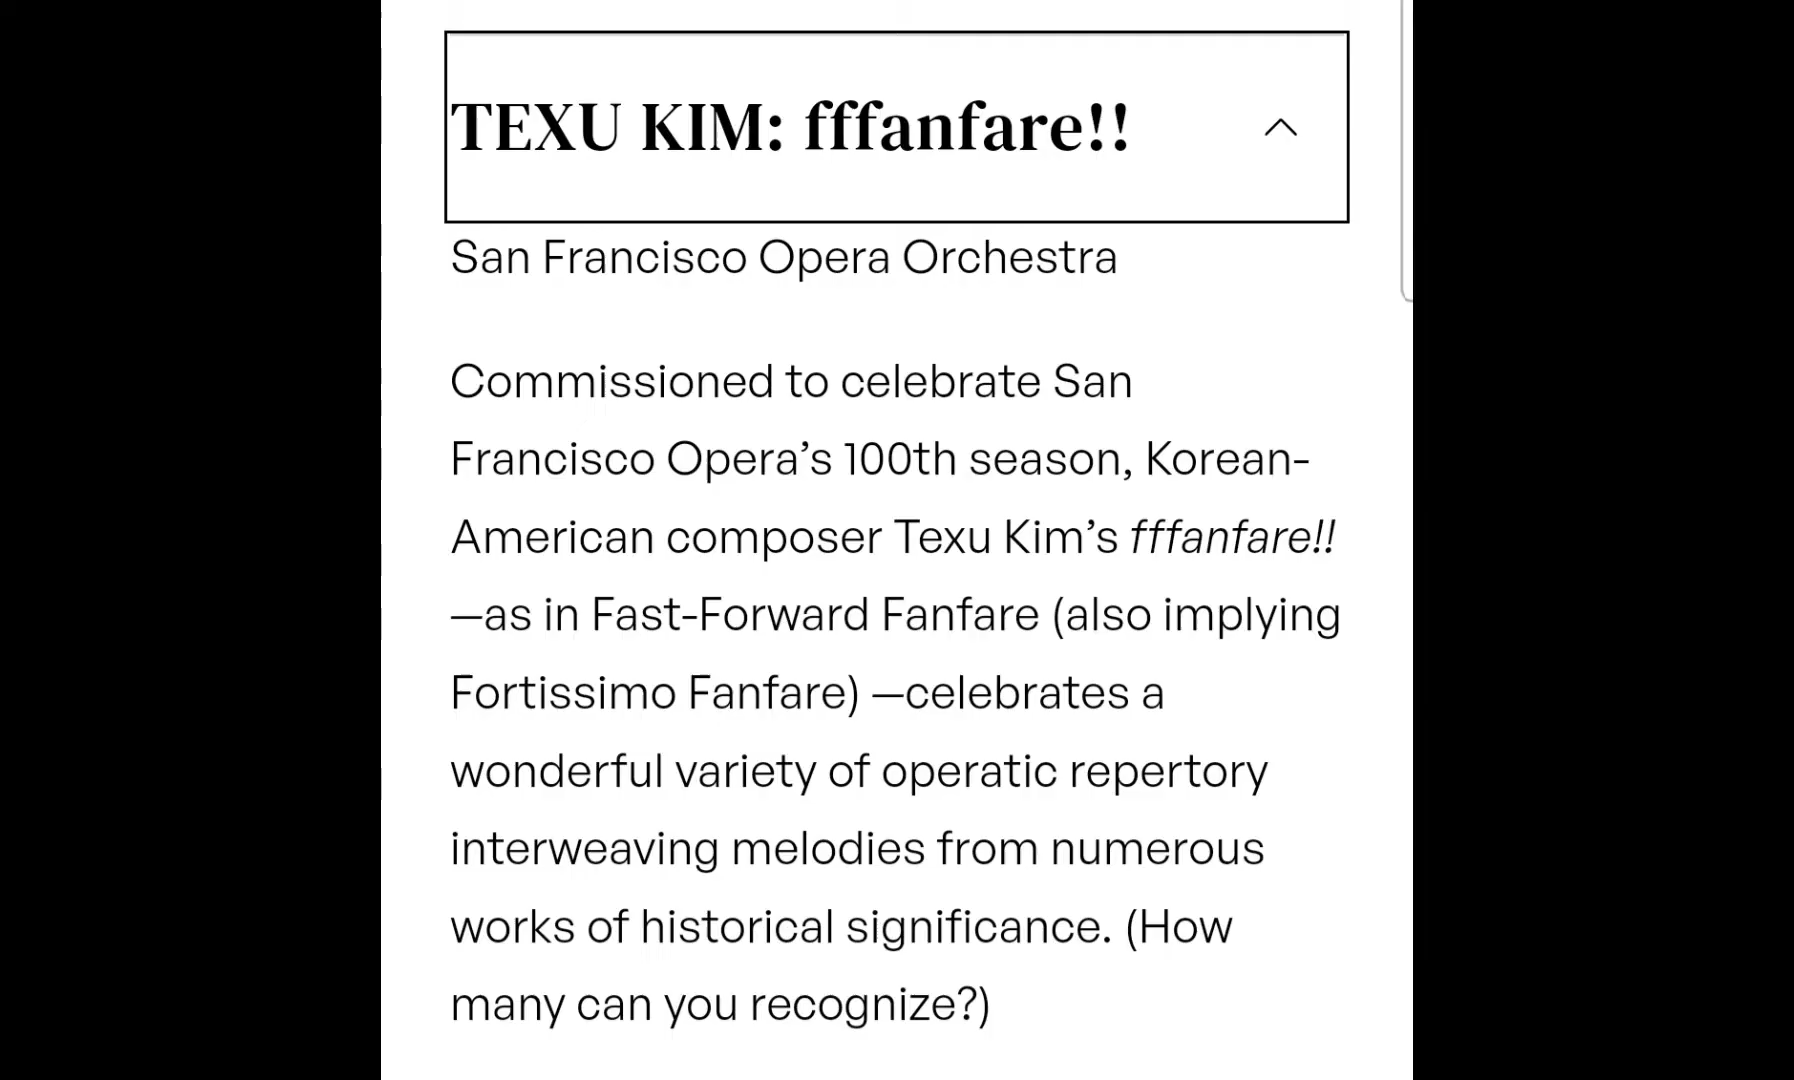 TEXU KIM: fffanfare!!
San Francisco Opera Orchestra
Commissioned to celebrate San
Francisco Opera’s 100th season, Korean-
American composer Texu Kim’s fffanfare!!
—as in Fast-Forward Fanfare (also implying
Fortissimo Fanfare) —celebrates a
wonderful variety of operatic repertory
interweaving melodies from numerous
works of historical significance. (How
many can you recognize?)